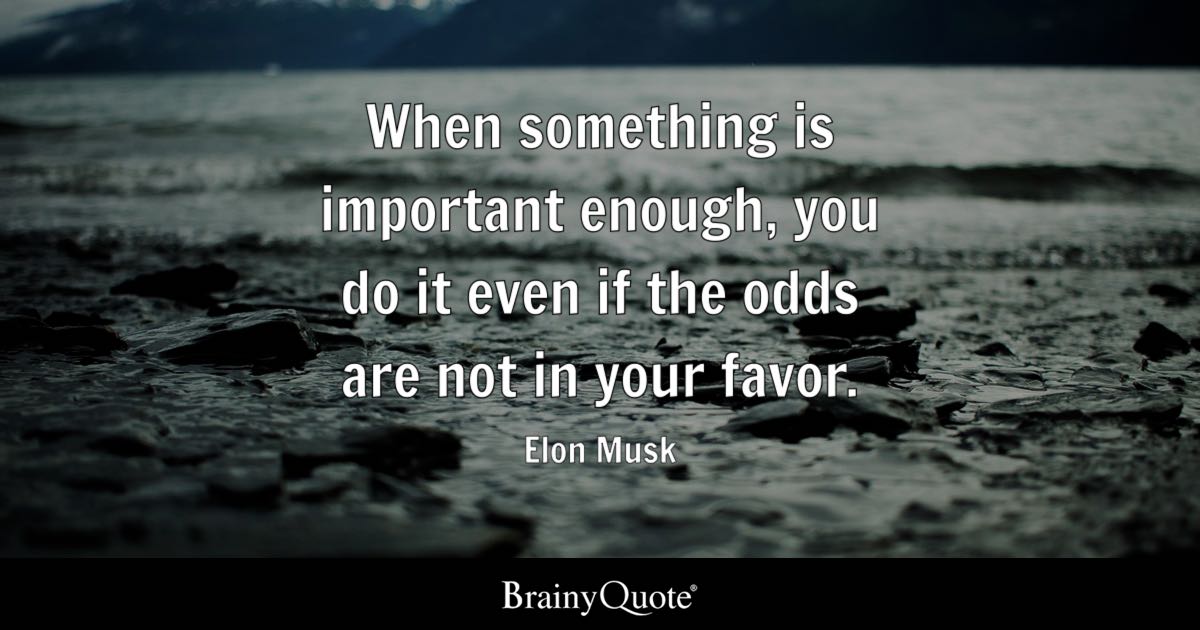 When something is
important enough, you
do it even if the odds
are not in your favor.
Elon Musk
BrainyQuote®